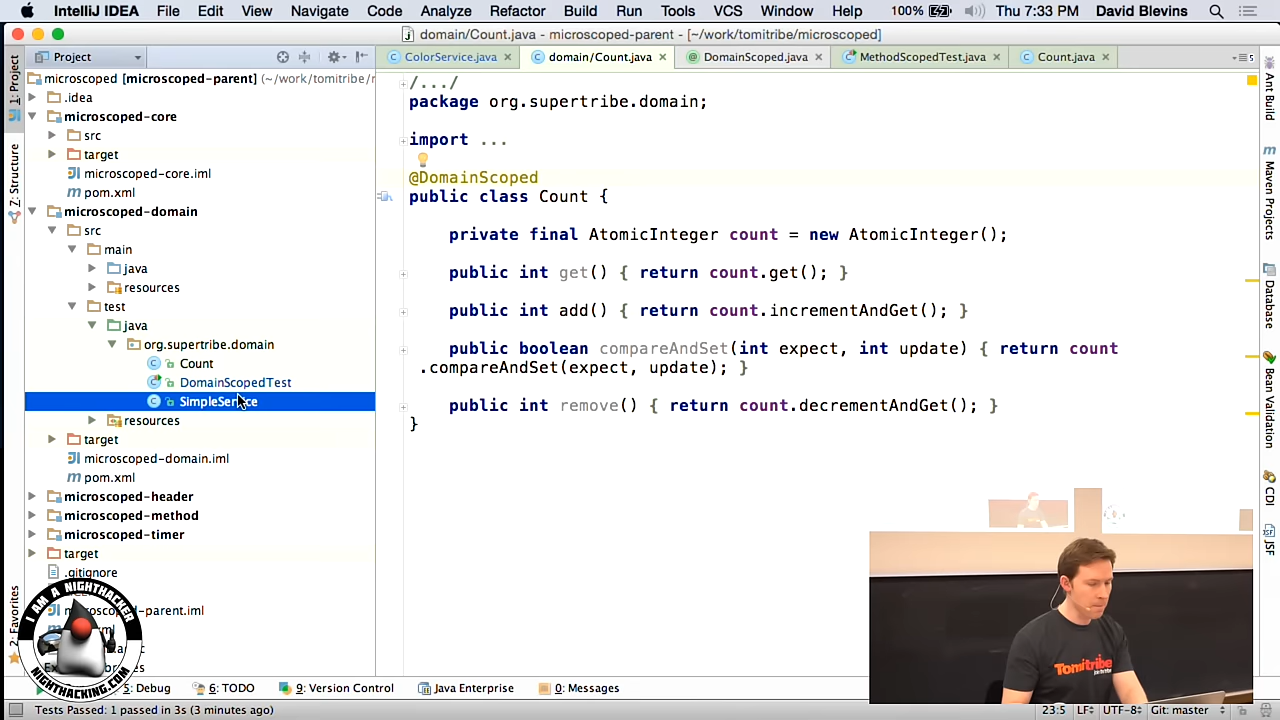 IntelliJ IDEA File Edit View Navigate Code Analyze Refactor Build Run Tools VCS Window Help 100% Thu 7:33 PM David Blevins
domain/Count.java - microscoped-parent - [~/work/tomitribe/microscoped]
Project
ColorService.java
domain/Count.java
DomainScoped.java
MethodScopedTest.java
Count.java
1: Project
7: Structure
2: Favorites
microscoped [microscoped-parent] (~/work/tomitribe/
.idea
microscoped-core
src
target
microscoped-core.iml
pom.xml
microscoped-domain
src
main
java
resources
test
java
org.supertribe.domain
Count
DomainScopedTest
SimpleService
resources
target
microscoped-domain.iml
pom.xml
microscoped-header
microscoped-method
microscoped-timer
target
.gitignore
-parent.iml
/.../
package org.supertribe.domain;
import ...
@DomainScoped
public class Count {
private final AtomicInteger count = new AtomicInteger();
public int get() { return count.get(); }
public int add() { return count.incrementAndGet(); }
public boolean compareAndSet(int expect, int update) { return count
.compareAndSet(expect, update); }
public int remove() { return count.decrementAndGet(); }
}
Ant Build
Maven Projects
Database
Bean Validation
CDI
JSF
I AM A NIGHTHACKER
NIGHTHACKING.COM
Tomitribe
5: Debug
6: TODO
9: Version Control
Java Enterprise
0: Messages
Tests Passed: 1 passed in 3s (3 minutes ago)
23:5 LF UTF-8 Git: master